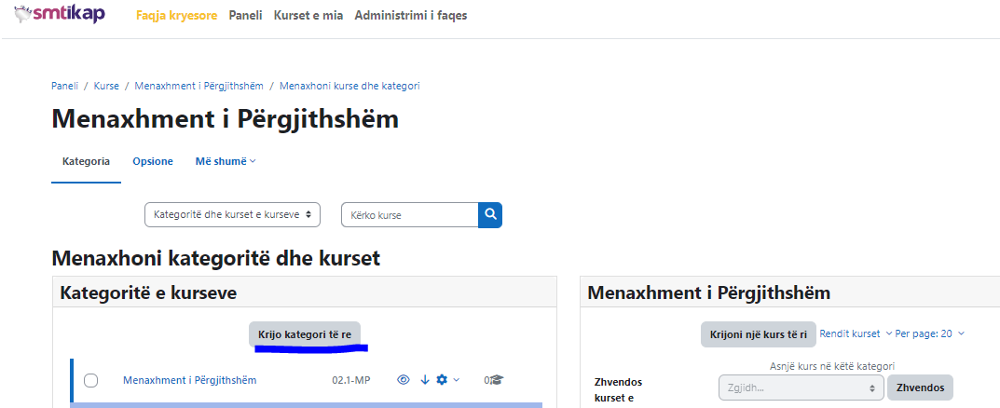 smtikap Faqja kryesore Paneli Kurset e mia Administrimi i faqes
Paneli / Kurse / Menaxhment i Përgjithshëm / Menaxhoni kurse dhe kategori
Menaxhment i Përgjithshëm
Kategoria Opsione Më shumë
Kategoritë dhe kurset e kurseve Kërko kurse
Menaxhoni kategoritë dhe kurset
Kategoritë e kurseve
Krijo kategori të re
Menaxhment i Përgjithshëm 02.1-MP 0
Menaxhment i Përgjithshëm
Krijoni një kurs të ri Rendit kurset Per page: 20
Asnjë kurs në këtë kategori
Zhvendos
kurset e
Zgjidh... Zhvendos